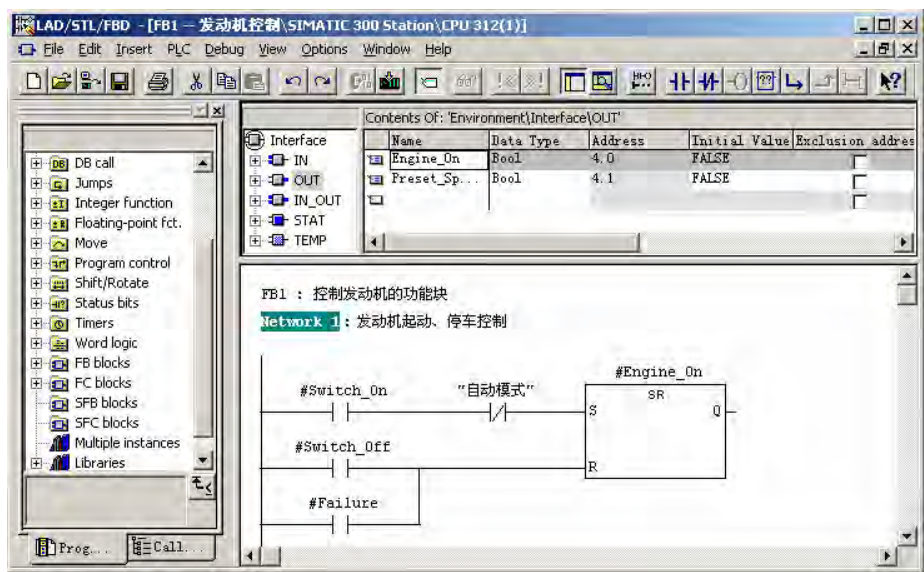 LAD/STL/FBD - [FB1 -- 发动机控制\SIMATIC 300 Station\CPU 312(1)]
File Edit Insert PLC Debug View Options Window Help
Contents Of: 'Environment\Interface\OUT'
Interface
IN
OUT
IN_OUT
STAT
TEMP
Name Data Type Address Initial Value Exclusion addres
Engine_On Bool 4.0 FALSE
Preset_Sp... Bool 4.1 FALSE
DB call
Jumps
Integer function
Floating-point fct.
Move
Program control
Shift/Rotate
Status bits
Timers
Word logic
FB blocks
FC blocks
SFB blocks
SFC blocks
Multiple instances
Libraries
Prog... Call...
FB1 : 控制发动机的功能块
Network 1: 发动机起动、停车控制
#Engine_On
#Switch_On "自动模式" SR
S Q
#Switch_Off
R
#Failure